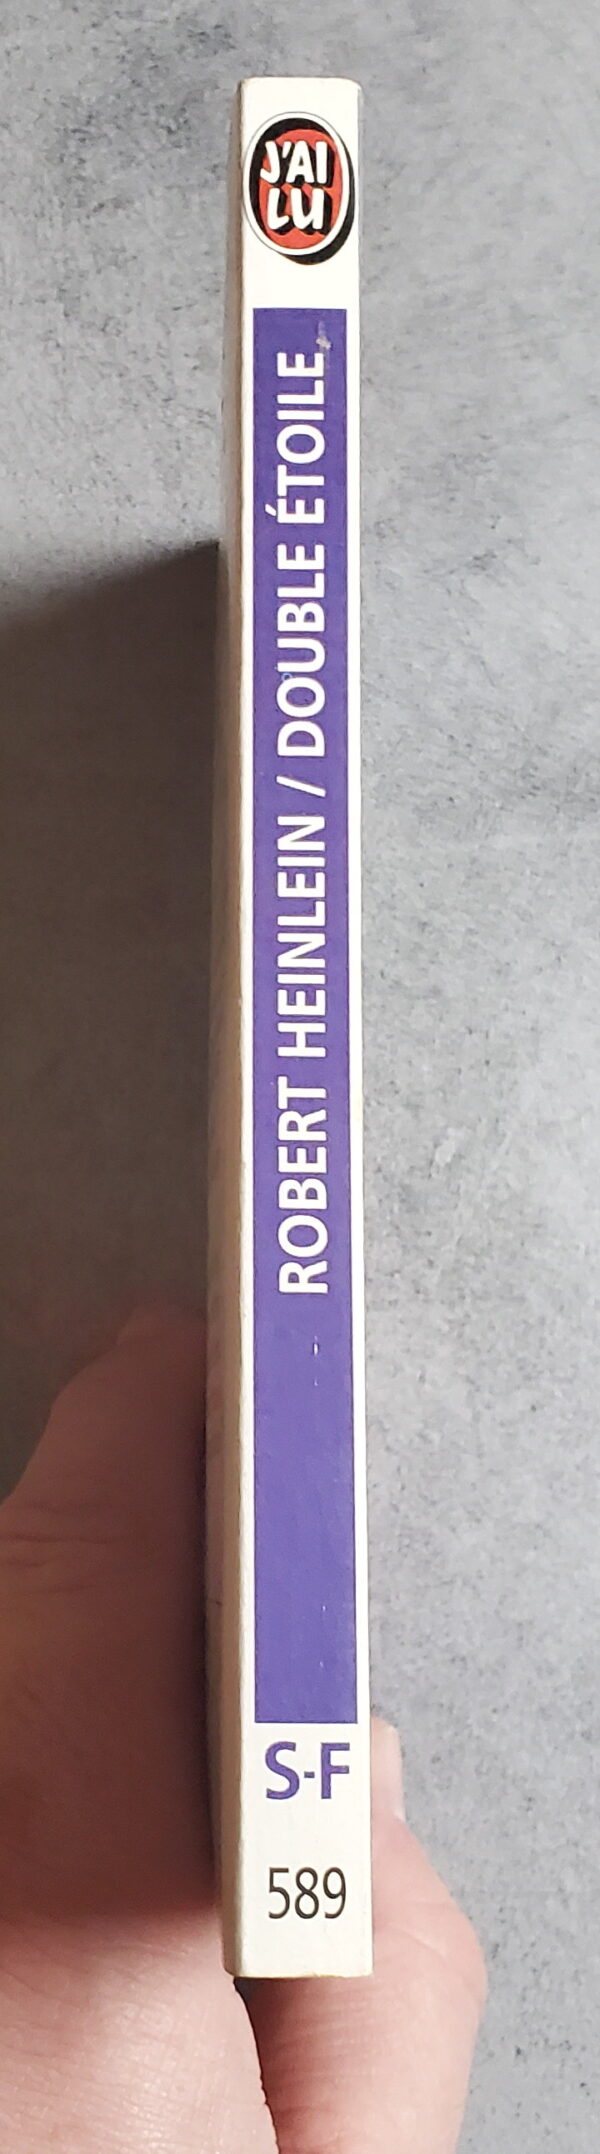 J'AI
LU
ROBERT HEINLEIN / DOUBLE ÉTOILE
S-F
589